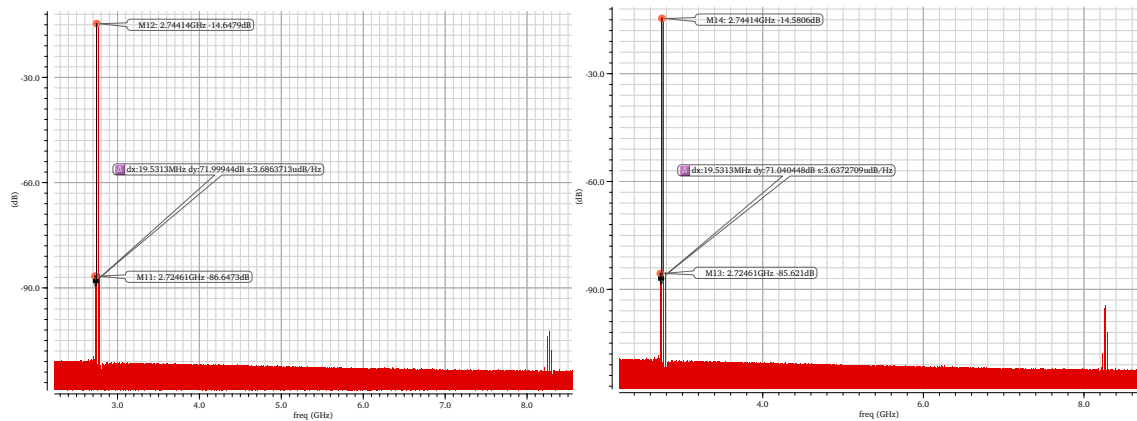 M12: 2.74414GHz -14.6479dB
-30.0
dx:19.5313MHz dy:71.99944dB s:3.6863713udB/Hz
-60.0
(dB)
M11: 2.72461GHz -86.6473dB
-90.0
3.0 4.0 5.0 6.0 7.0 8.0
freq (GHz)
M14: 2.74414GHz -14.5806dB
-30.0
dx:19.5313MHz dy:71.040448dB s:3.6372709udB/Hz
-60.0
(dB)
M13: 2.72461GHz -85.621dB
-90.0
4.0 6.0 8.0
freq (GHz)